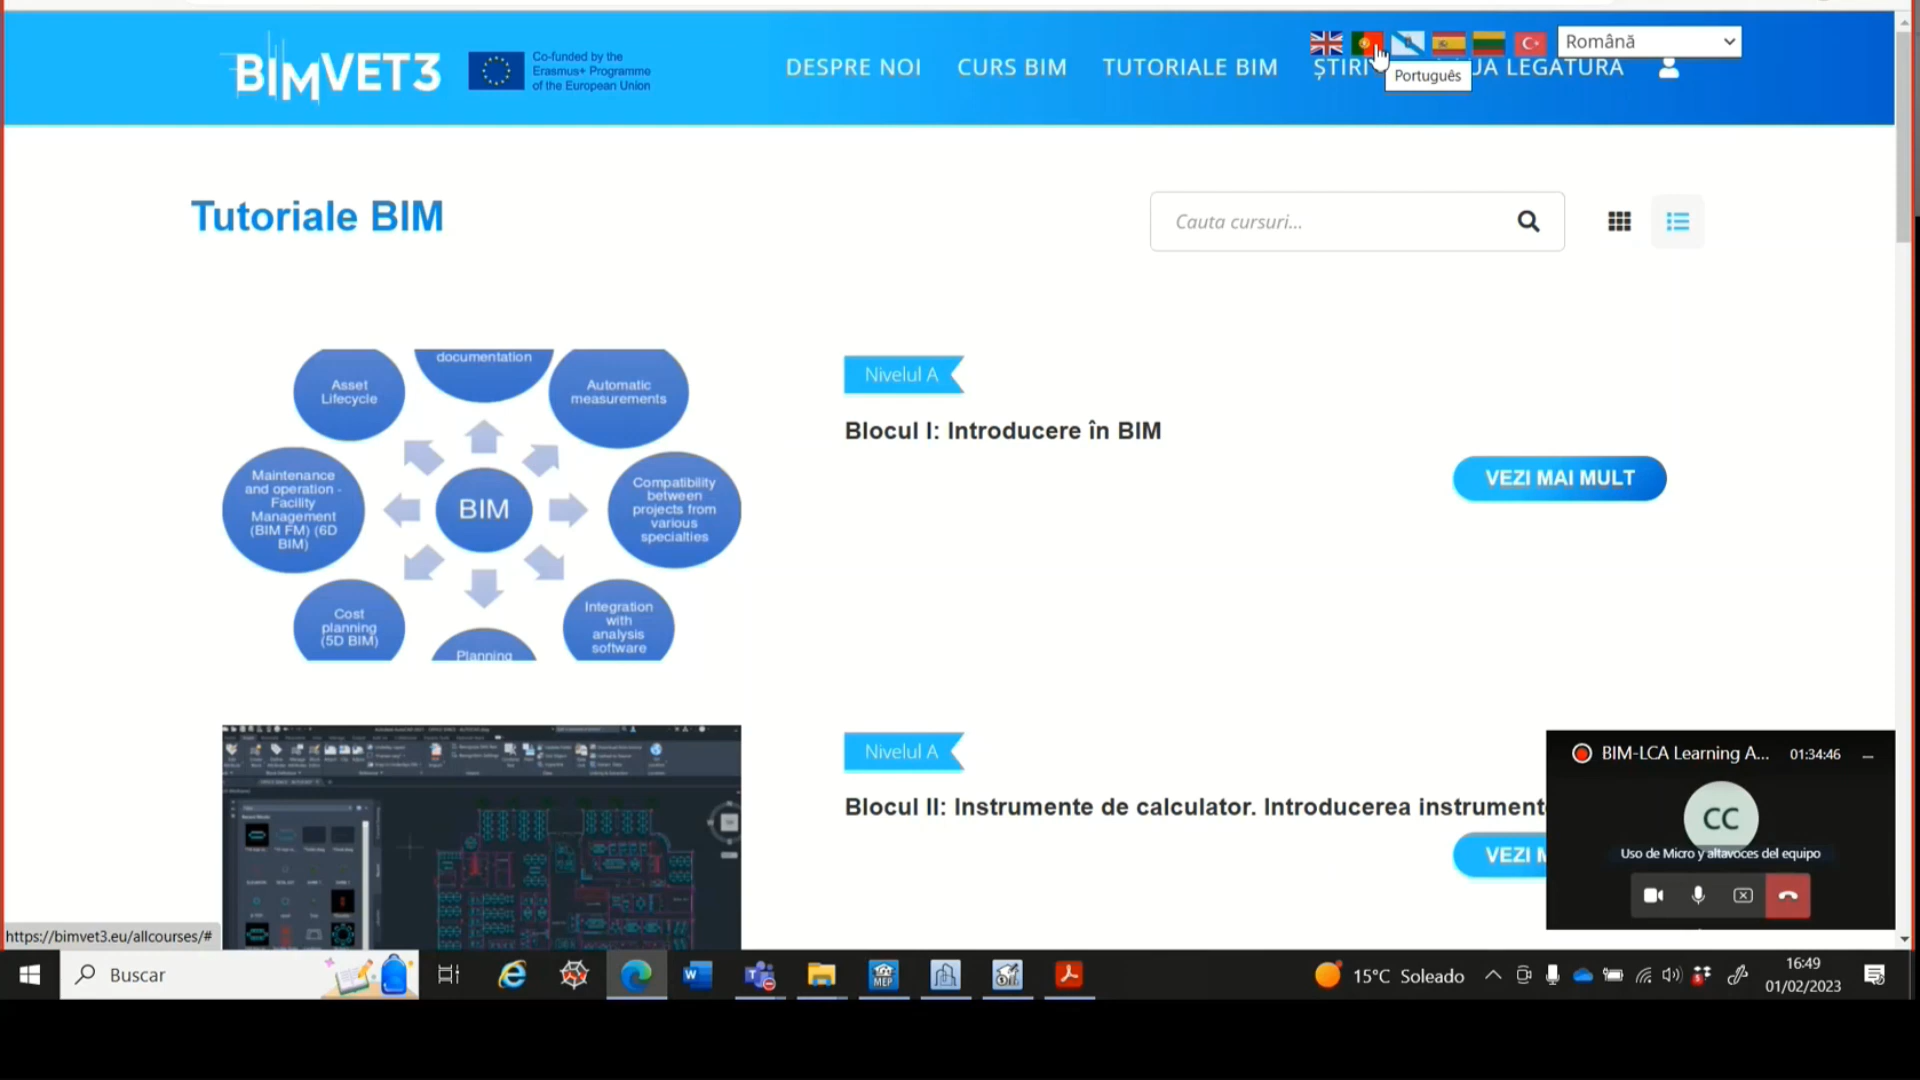 BIMVET3
Co-funded by the
Erasmus+ Programme
of the European Union
DESPRE NOI
CURS BIM
TUTORIALE BIM
ȘTIRI
UA LEGATURA
Română
Português
Tutoriale BIM
Cauta cursuri...
documentation
Asset
Lifecycle
Automatic
measurements
Maintenance
and operation -
Facility
Management
(BIM FM) (6D
BIM)
BIM
Compatibility
between
projects from
various
specialties
Cost
planning
(5D BIM)
Planning
Integration
with
analysis
software
Nivelul A
Blocul I: Introducere în BIM
VEZI MAI MULT
Nivelul A
Blocul II: Instrumente de calculator. Introducerea instrument
VEZI M
BIM-LCA Learning A... 01:34:46
CC
Uso de Micro y altavoces del equipo
https://bimvet3.eu/allcourses/#
Buscar
MEP
15°C Soleado
16:49
01/02/2023